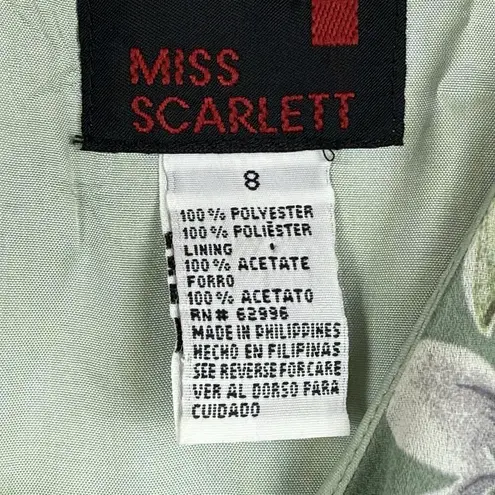 MISS
SCARLETT
8
100% POLYESTER
100% POLIÉSTER
LINING
100% ACETATE
FORRO
100% ACETATO
RN# 62996
MADE IN PHILIPPINES
HECHO EN FILIPINAS
SEE REVERSE FOR CARE
VER AL DORSO PARA
CUIDADO